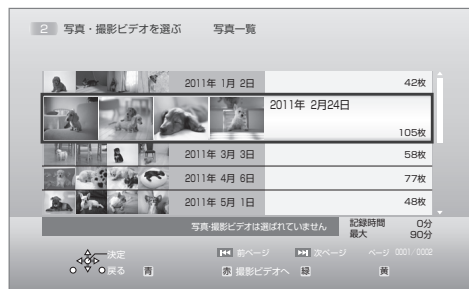 2 写真・撮影ビデオを選ぶ 写真一覧
2011年 1月 2日 42枚
2011年 2月24日
105枚
2011年 3月 3日 58枚
2011年 4月 6日 77枚
2011年 5月 1日 48枚
写真・撮影ビデオは選ばれていません 記録時間 0分
最大 90分
決定 前ページ 次ページ ページ 0001/0002
戻る 青 赤 撮影ビデオへ 緑 黄